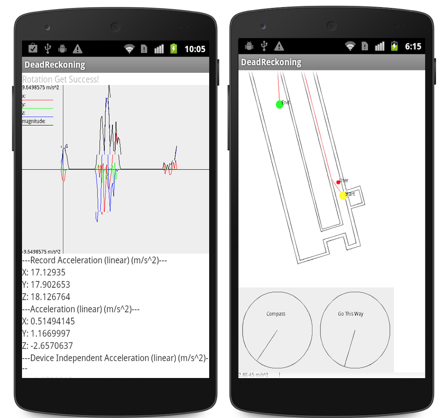 10:05
DeadReckoning
Rotation Get Success!
9.6498575 m/s^2
X:
Y:
Z:
magnitude:
-9.6498575 m/s^2
---Record Acceleration (linear) (m/s^2)---
X: 17.12935
Y: 17.902653
Z: 18.126764
---Acceleration (linear) (m/s^2)---
X: 0.51494145
Y: 1.1669997
Z: -2.6570637
---Device Independent Acceleration (linear) (m/s^2)-
--
6:15
DeadReckoning
End
Start
Compass
Go This Way